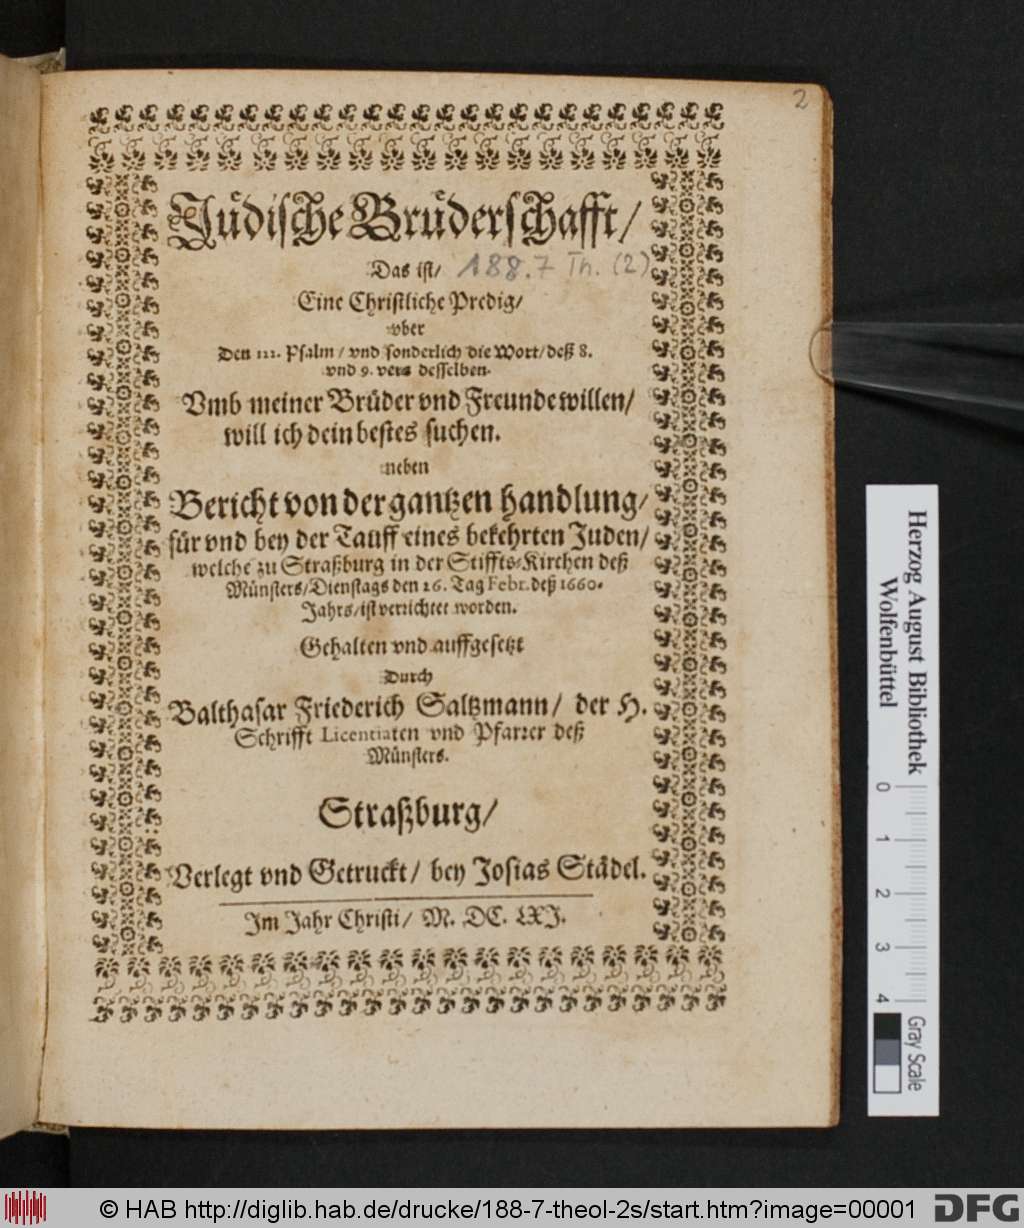 2
Jüdische Brüderschafft/
Das ist/ 188.7 Th. (2)
Eine Christliche Predig/
vber
Den 122. Psalm/ vnd sonderlich die Wort/ deß 8.
vnd 9. vers desselben.
Vmb meiner Brüder vnd Freunde willen/
will ich dein bestes suchen.
neben
Bericht von der gantzen handlung/
für vnd bey der Tauff eines bekehrten Juden/
welche zu Straßburg in der Stiffts-Kirchen deß
Münsters/ Dienstags den 26. Tag Febr. deß 1660.
Jahrs/ ist verrichtet worden.
Gehalten vnd auffgesetzt
Durch
Balthasar Friederich Saltzmann/ der H.
Schrifft Licentiaten vnd Pfarrer deß
Münsters.
Straßburg/
Verlegt vnd Getruckt/ bey Josias Städel.
Im Jahr Christi/ M. DC. LXI.
Herzog August Bibliothek
Wolfenbüttel
0 1 2 3 4
Gray Scale
© HAB http://diglib.hab.de/drucke/188-7-theol-2s/start.htm?image=00001
DFG